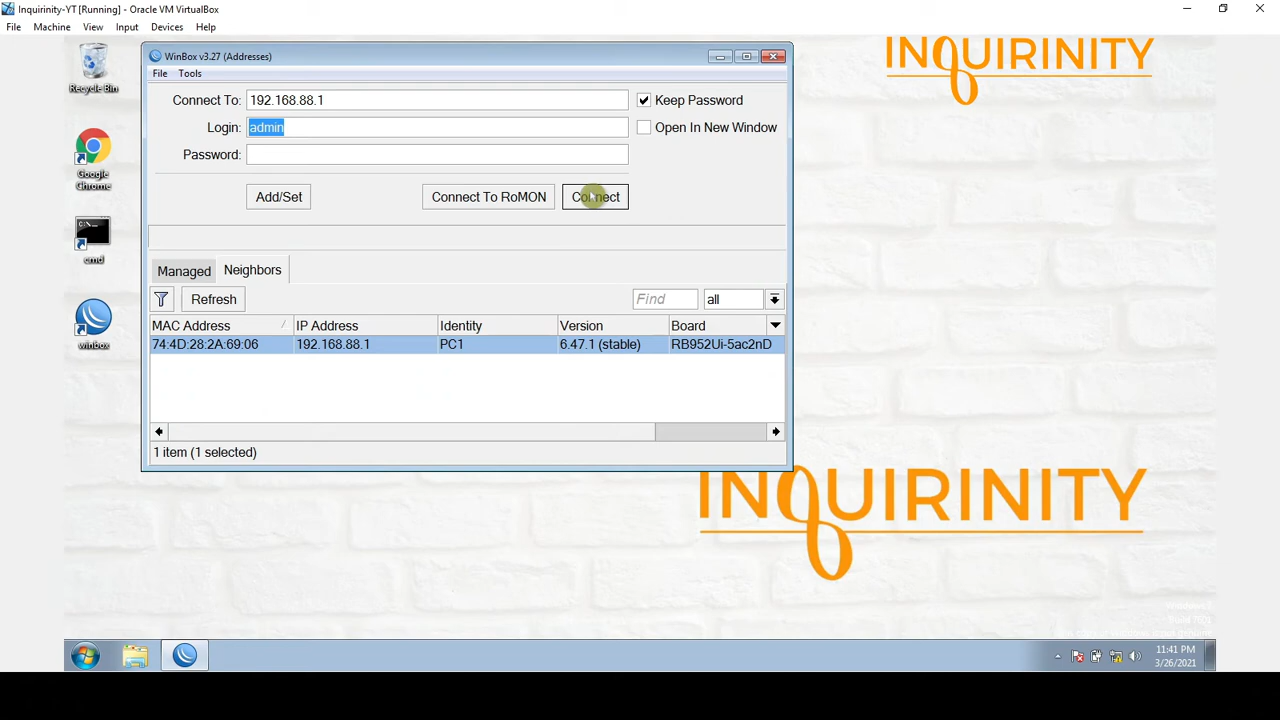 Inquirinity-YT [Running] - Oracle VM VirtualBox
File Machine View Input Devices Help
Recycle Bin
Google Chrome
cmd
winbox
WinBox v3.27 (Addresses)
File Tools
Connect To: 192.168.88.1
Keep Password
Login: admin
Open In New Window
Password:
Add/Set Connect To RoMON Connect
Managed Neighbors
Refresh Find all
MAC Address IP Address Identity Version Board
74:4D:28:2A:69:06 192.168.88.1 PC1 6.47.1 (stable) RB952Ui-5ac2nD
1 item (1 selected)
INQUIRINITY
INQUIRINITY
Windows 7
11:41 PM
3/26/2021